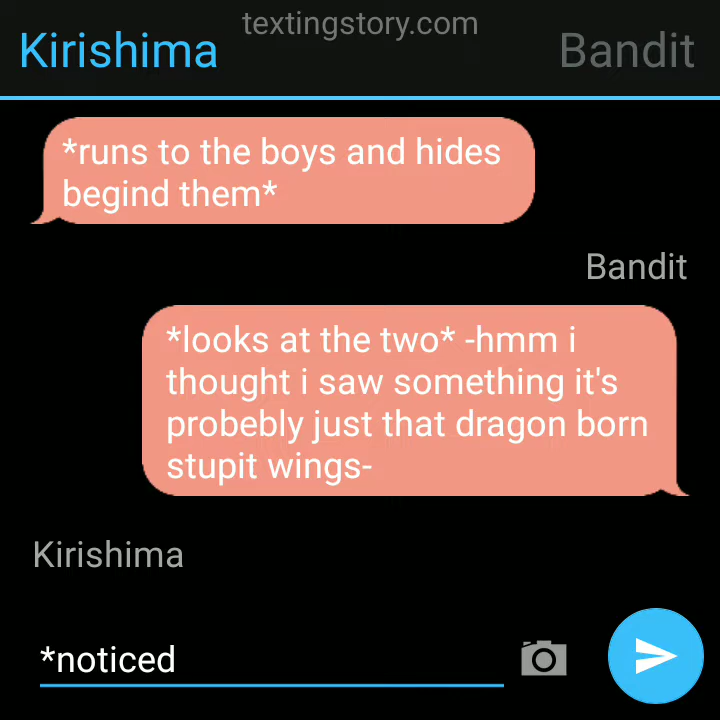 textingstory.com
Kirishima
Bandit
*runs to the boys and hides
begind them*
Bandit
*looks at the two* -hmm i
thought i saw something it's
probebly just that dragon born
stupit wings-
Kirishima
*noticed